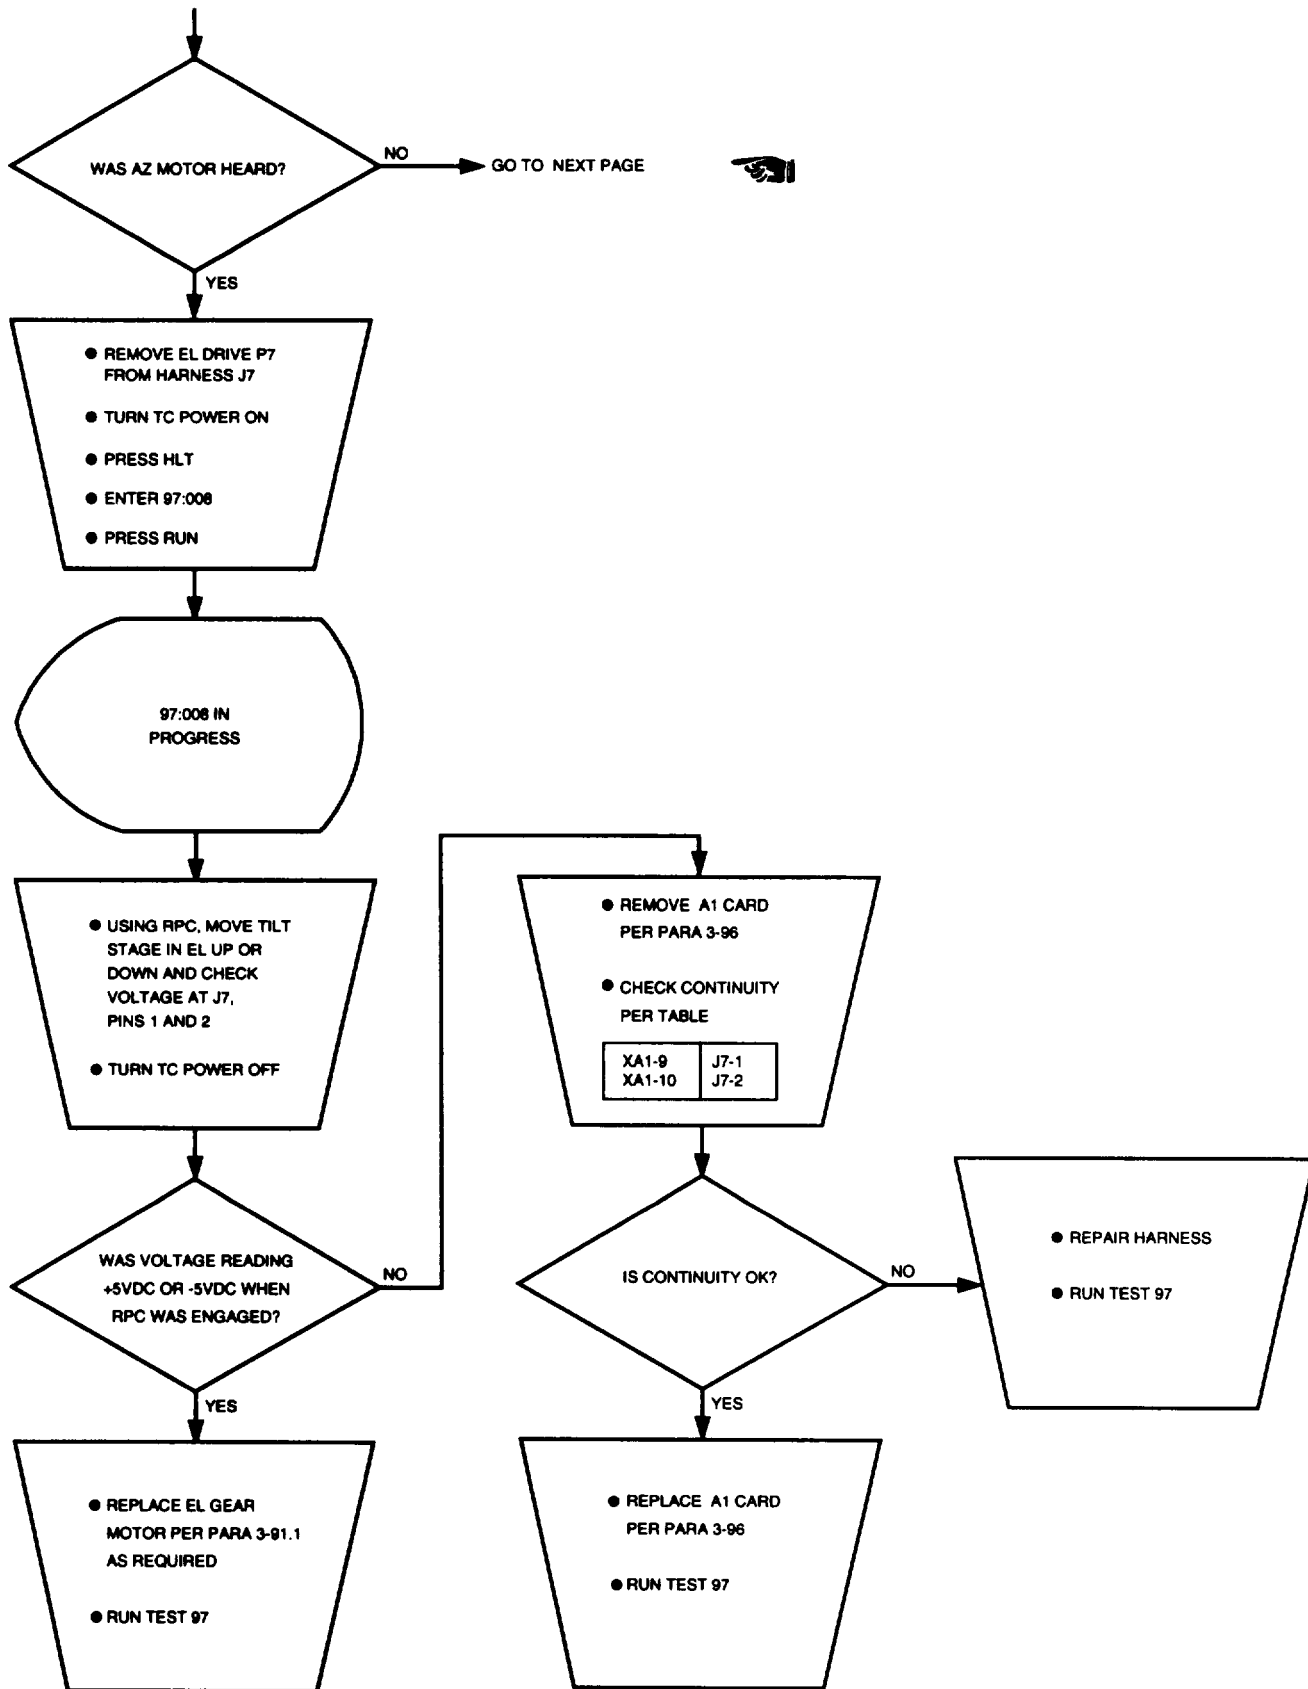 WAS AZ MOTOR HEARD?
NO
GO TO NEXT PAGE
YES
● REMOVE EL DRIVE P7
FROM HARNESS J7
● TURN TC POWER ON
● PRESS HLT
● ENTER 97:008
● PRESS RUN
97:008 IN
PROGRESS
● USING RPC, MOVE TILT
STAGE IN EL UP OR
DOWN AND CHECK
VOLTAGE AT J7,
PINS 1 AND 2
● TURN TC POWER OFF
WAS VOLTAGE READING
+5VDC OR -5VDC WHEN
RPC WAS ENGAGED?
NO
YES
● REPLACE EL GEAR
MOTOR PER PARA 3-91.1
AS REQUIRED
● RUN TEST 97
● REMOVE A1 CARD
PER PARA 3-96
● CHECK CONTINUITY
PER TABLE
XA1-9 J7-1
XA1-10 J7-2
IS CONTINUITY OK?
NO
YES
● REPLACE A1 CARD
PER PARA 3-96
● RUN TEST 97
● REPAIR HARNESS
● RUN TEST 97